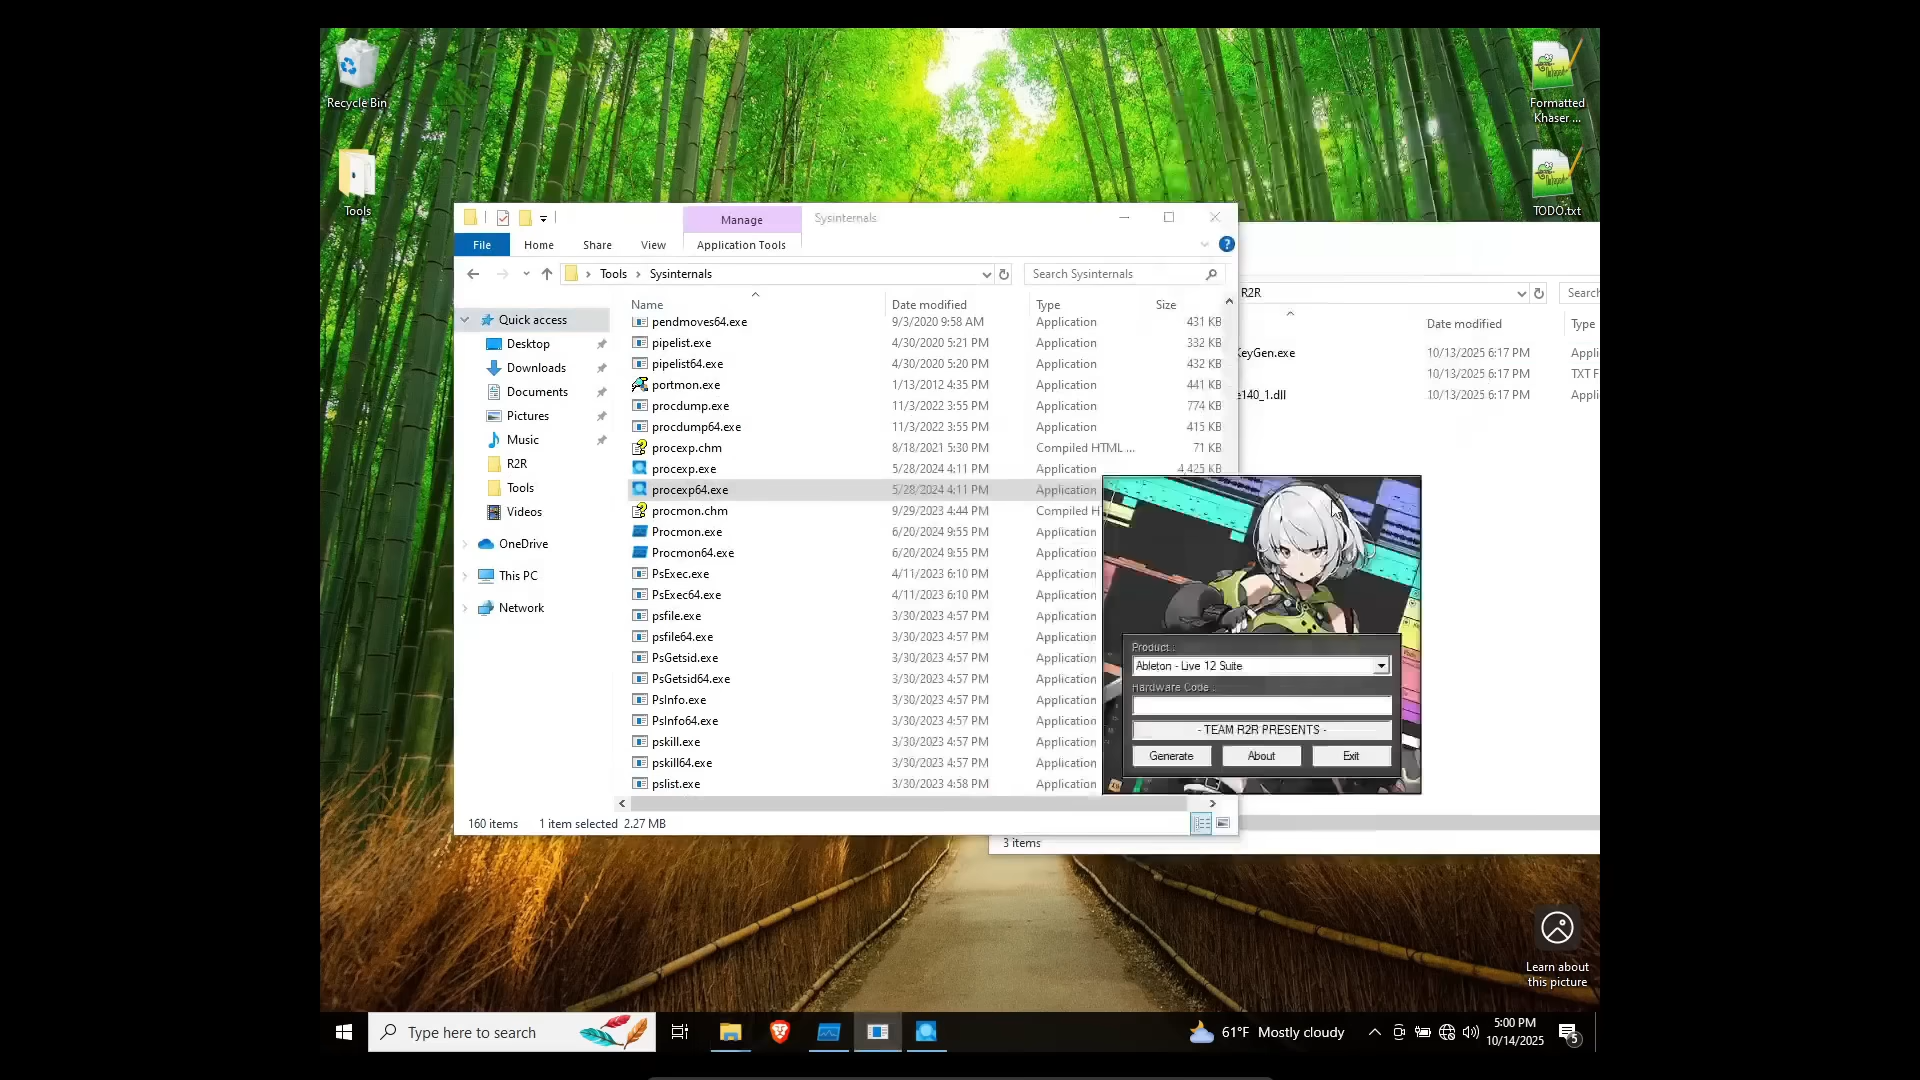 Recycle Bin
Tools
Formatted
Khaser ...
TODO.txt
Manage
Sysinternals
File
Home
Share
View
Application Tools
Tools
Sysinternals
Search Sysinternals
Name
Date modified
Type
Size
pendmoves64.exe 9/3/2020 9:58 AM Application 431 KB
pipelist.exe 4/30/2020 5:21 PM Application 332 KB
pipelist64.exe 4/30/2020 5:20 PM Application 432 KB
portmon.exe 1/13/2012 4:35 PM Application 441 KB
procdump.exe 11/3/2022 3:55 PM Application 774 KB
procdump64.exe 11/3/2022 3:55 PM Application 415 KB
procexp.chm 8/18/2021 5:30 PM Compiled HTML ... 71 KB
procexp.exe 5/28/2024 4:11 PM Application 4,425 KB
procexp64.exe 5/28/2024 4:11 PM Application
procmon.chm 9/29/2023 4:44 PM Compiled H
Procmon.exe 6/20/2024 9:55 PM Application
Procmon64.exe 6/20/2024 9:55 PM Application
PsExec.exe 4/11/2023 6:10 PM Application
PsExec64.exe 4/11/2023 6:10 PM Application
psfile.exe 3/30/2023 4:57 PM Application
psfile64.exe 3/30/2023 4:57 PM Application
PsGetsid.exe 3/30/2023 4:57 PM Application
PsGetsid64.exe 3/30/2023 4:57 PM Application
PsInfo.exe 3/30/2023 4:57 PM Application
PsInfo64.exe 3/30/2023 4:57 PM Application
pskill.exe 3/30/2023 4:57 PM Application
pskill64.exe 3/30/2023 4:57 PM Application
pslist.exe 3/30/2023 4:58 PM Application
Quick access
Desktop
Downloads
Documents
Pictures
Music
R2R
Tools
Videos
OneDrive
This PC
Network
160 items 1 item selected 2.27 MB
R2R
Search
Date modified
Type
KeyGen.exe 10/13/2025 6:17 PM Appli
10/13/2025 6:17 PM TXT F
e140_1.dll 10/13/2025 6:17 PM Appli
3 items
Product :
Ableton - Live 12 Suite
Hardware Code :
- TEAM R2R PRESENTS -
Generate
About
Exit
Learn about
this picture
Type here to search
61°F Mostly cloudy
5:00 PM
10/14/2025
5